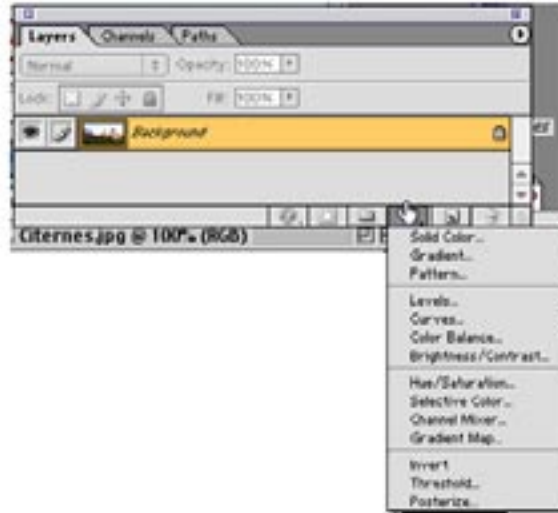 Layers Channels Paths
Normal Opacity: 100%
Lock: Fill: 100%
Background
Citernes.jpg @ 100% (RGB)
Solid Color...
Gradient...
Pattern...
Levels...
Curves...
Color Balance...
Brightness/Contrast...
Hue/Saturation...
Selective Color...
Channel Mixer...
Gradient Map...
Invert
Threshold...
Posterize...